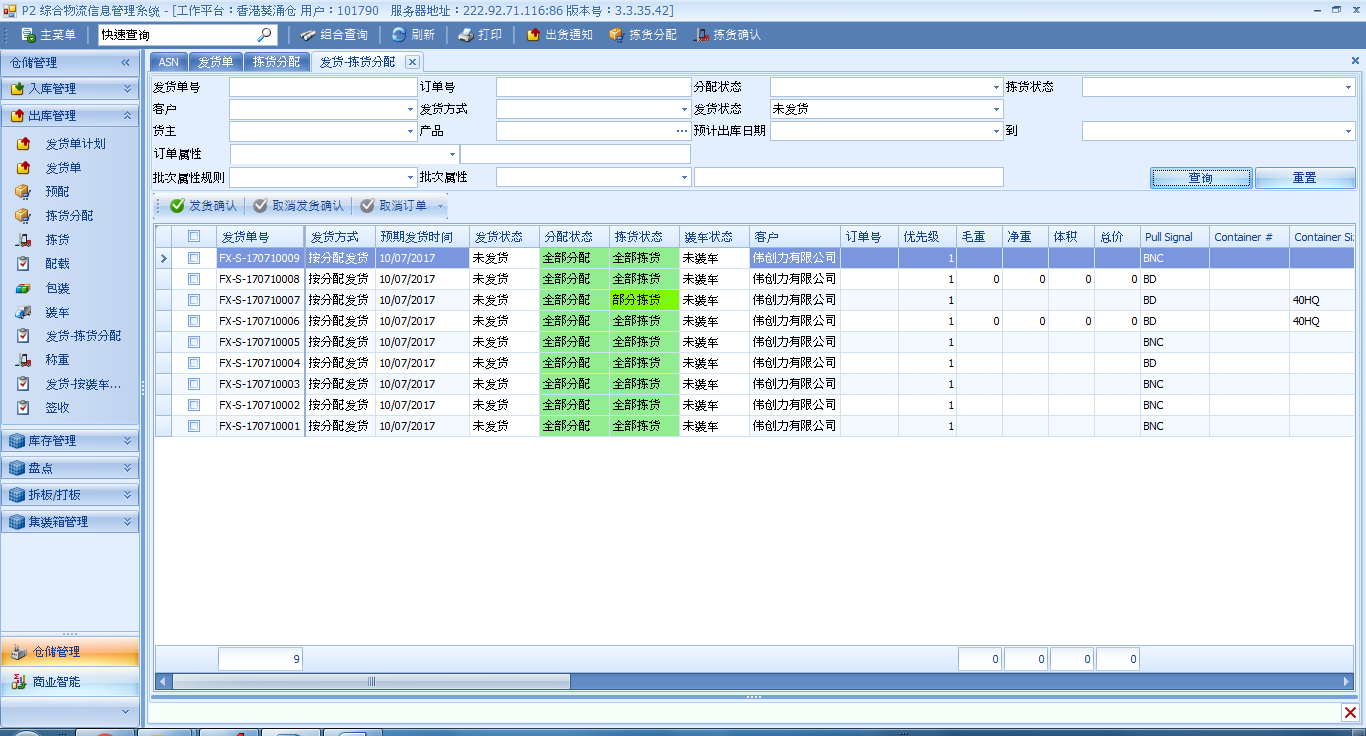 P2 综合物流信息管理系统 - [工作平台：香港葵涌仓 用户：101790 服务器地址：222.92.71.116:86 版本号：3.3.35.42]
主菜单 快速查询 组合查询 刷新 打印 出货通知 拣货分配 拣货确认
仓储管理
入库管理
出库管理
发货单计划
发货单
预配
拣货分配
拣货
配载
包装
装车
发货-拣货分配
称重
发货-按装车...
签收
库存管理
盘点
拆板/打板
集装箱管理
仓储管理
商业智能
ASN 发货单 拣货分配 发货-拣货分配
发货单号 订单号 分配状态 拣货状态
客户 发货方式 发货状态 未发货
货主 产品 预计出库日期 到
订单属性
批次属性规则 批次属性 查询 重置
发货确认 取消发货确认 取消订单
发货单号 发货方式 预期发货时间 发货状态 分配状态 拣货状态 装车状态 客户 订单号 优先级 毛重 净重 体积 总价 Pull Signal Container # Container Si
FX-S-170710009 按分配发货 10/07/2017 未发货 全部分配 全部拣货 未装车 伟创力有限公司 1 BNC
FX-S-170710008 按分配发货 10/07/2017 未发货 全部分配 全部拣货 未装车 伟创力有限公司 1 0 0 0 0 BD
FX-S-170710007 按分配发货 10/07/2017 未发货 全部分配 部分拣货 未装车 伟创力有限公司 1 BD 40HQ
FX-S-170710006 按分配发货 10/07/2017 未发货 全部分配 全部拣货 未装车 伟创力有限公司 1 0 0 0 0 BD 40HQ
FX-S-170710005 按分配发货 10/07/2017 未发货 全部分配 全部拣货 未装车 伟创力有限公司 1 BNC
FX-S-170710004 按分配发货 10/07/2017 未发货 全部分配 全部拣货 未装车 伟创力有限公司 1 BD
FX-S-170710003 按分配发货 10/07/2017 未发货 全部分配 全部拣货 未装车 伟创力有限公司 1 BNC
FX-S-170710002 按分配发货 10/07/2017 未发货 全部分配 全部拣货 未装车 伟创力有限公司 1 BNC
FX-S-170710001 按分配发货 10/07/2017 未发货 全部分配 全部拣货 未装车 伟创力有限公司 1 BNC
9 0 0 0 0